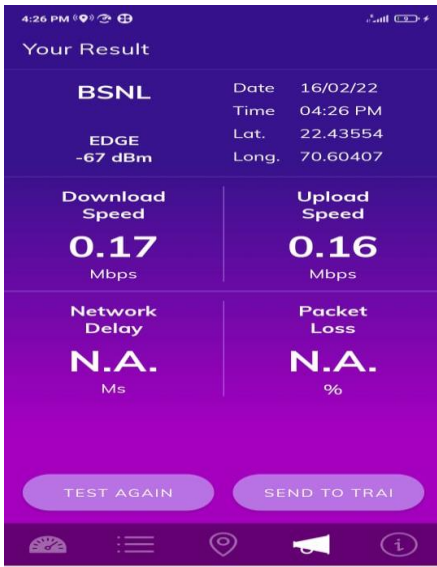 4:26 PM
Your Result
BSNL
EDGE
-67 dBm
Date 16/02/22
Time 04:26 PM
Lat. 22.43554
Long. 70.60407
Download
Speed
0.17
Mbps
Upload
Speed
0.16
Mbps
Network
Delay
N.A.
Ms
Packet
Loss
N.A.
%
TEST AGAIN
SEND TO TRAI